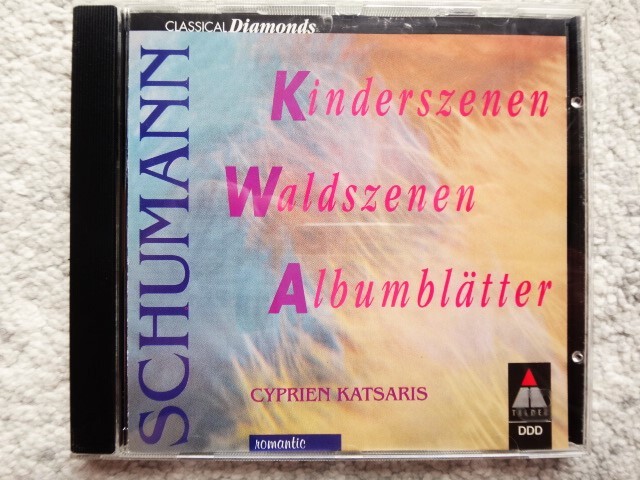 CLASSICAL Diamonds
SCHUMANN
Kinderszenen
Waldszenen
Albumblätter
CYPRIEN KATSARIS
TELDEC
DDD
romantic